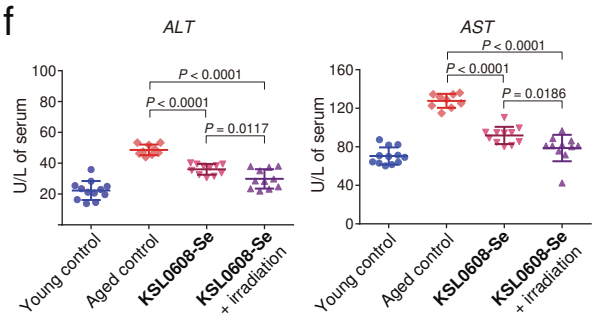 f
ALT
AST
U/L of serum
100
80
60
40
20
P < 0.0001
P < 0.0001
P = 0.0117
Young control
Aged control
KSL0608-Se
KSL0608-Se
+ irradiation
U/L of serum
160
120
80
40
0
P < 0.0001
P < 0.0001
P = 0.0186
Young control
Aged control
KSL0608-Se
KSL0608-Se
+ irradiation